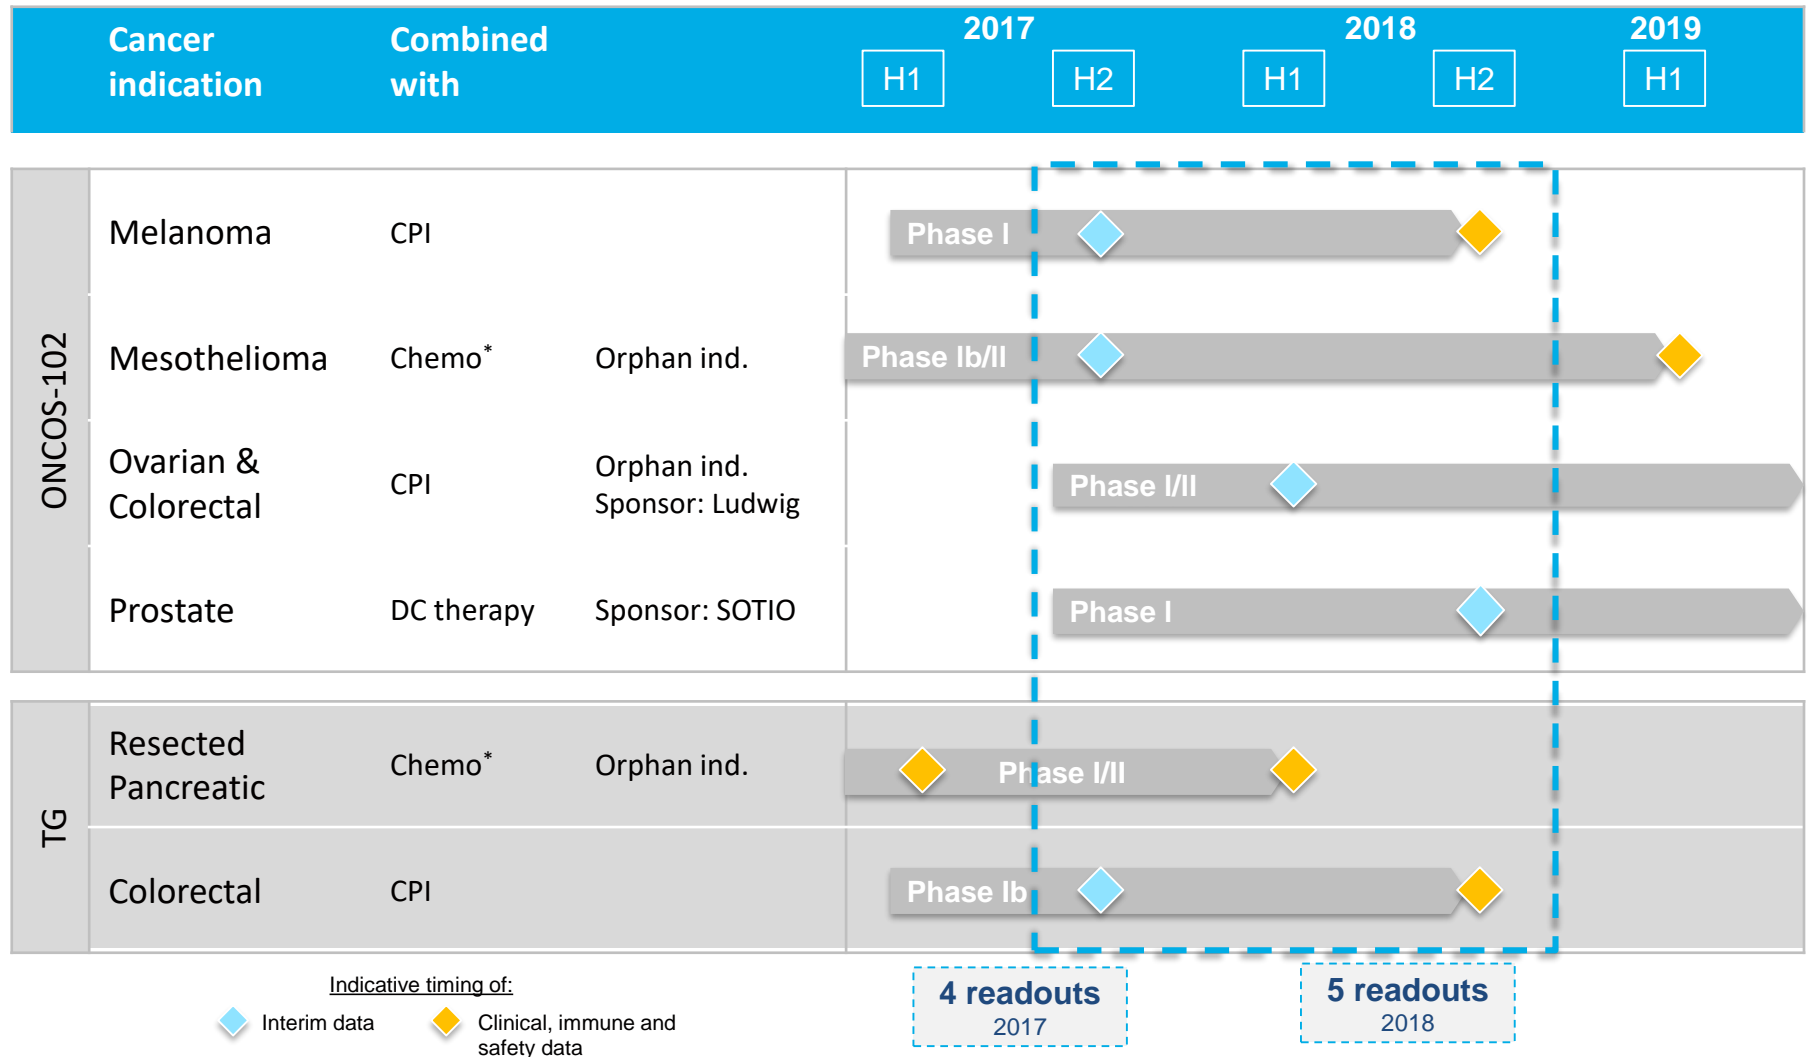 Cancer indication
Combined with
2017
2018
2019
H1
H2
H1
H2
H1
ONCOS-102
Melanoma
CPI
Phase I
Mesothelioma
Chemo*
Orphan ind.
Phase Ib/II
Ovarian &
Colorectal
CPI
Orphan ind.
Sponsor: Ludwig
Phase I/II
Prostate
DC therapy
Sponsor: SOTIO
Phase I
TG
Resected
Pancreatic
Chemo*
Orphan ind.
Phase I/II
Colorectal
CPI
Phase Ib
Indicative timing of:
Interim data
Clinical, immune and
safety data
4 readouts
2017
5 readouts
2018